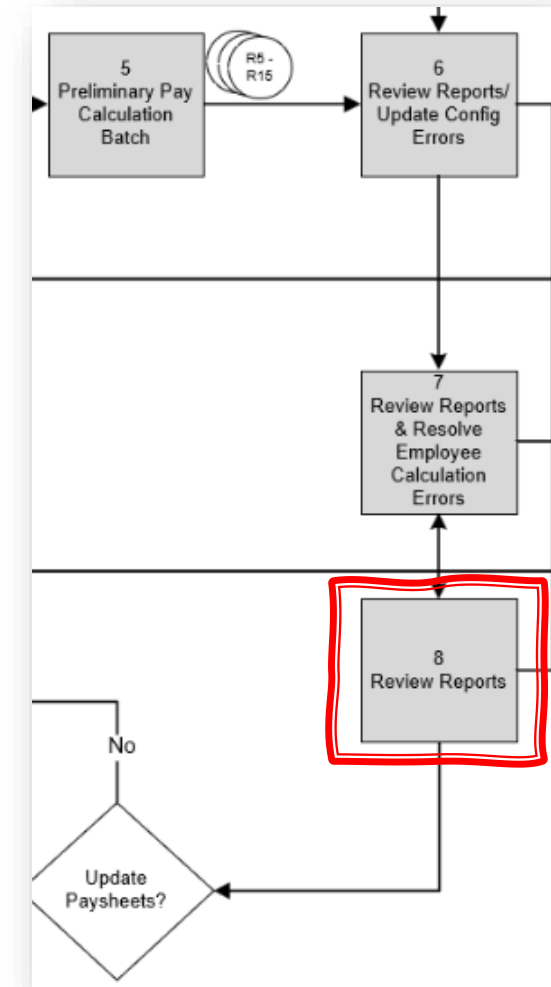 5
Preliminary Pay
Calculation
Batch
R5 -
R15
6
Review Reports/
Update Config
Errors
7
Review Reports
& Resolve
Employee
Calculation
Errors
8
Review Reports
No
Update
Paysheets?